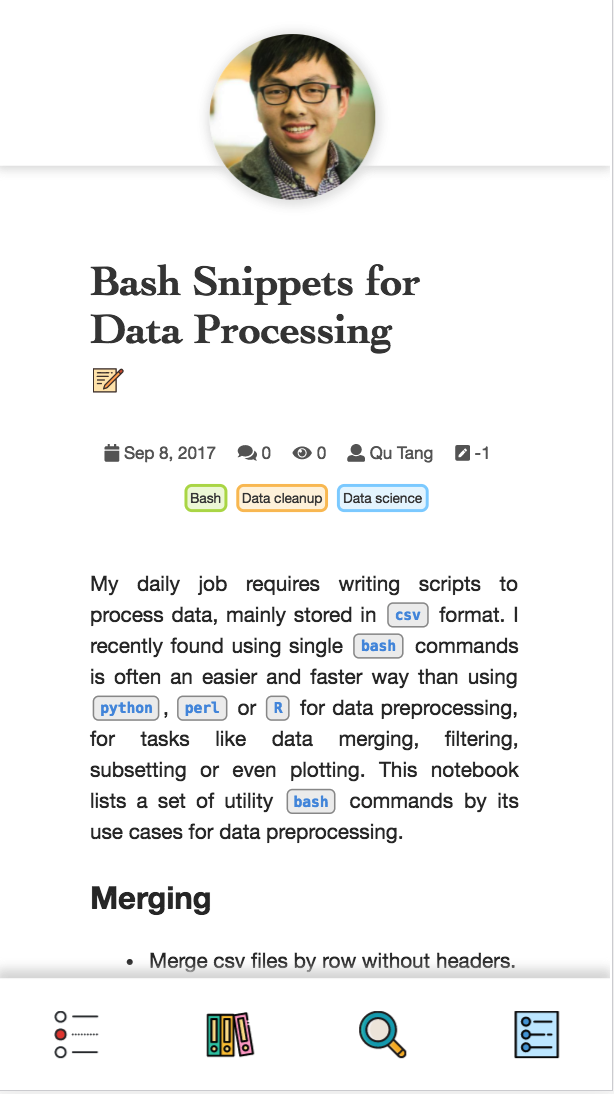 Bash Snippets for
Data Processing
Sep 8, 2017 0 0 Qu Tang -1
Bash Data cleanup Data science
My daily job requires writing scripts to
process data, mainly stored in csv format. I
recently found using single bash commands
is often an easier and faster way than using
python, perl or R for data preprocessing,
for tasks like data merging, filtering,
subsetting or even plotting. This notebook
lists a set of utility bash commands by its
use cases for data preprocessing.
Merging
• Merge csv files by row without headers.